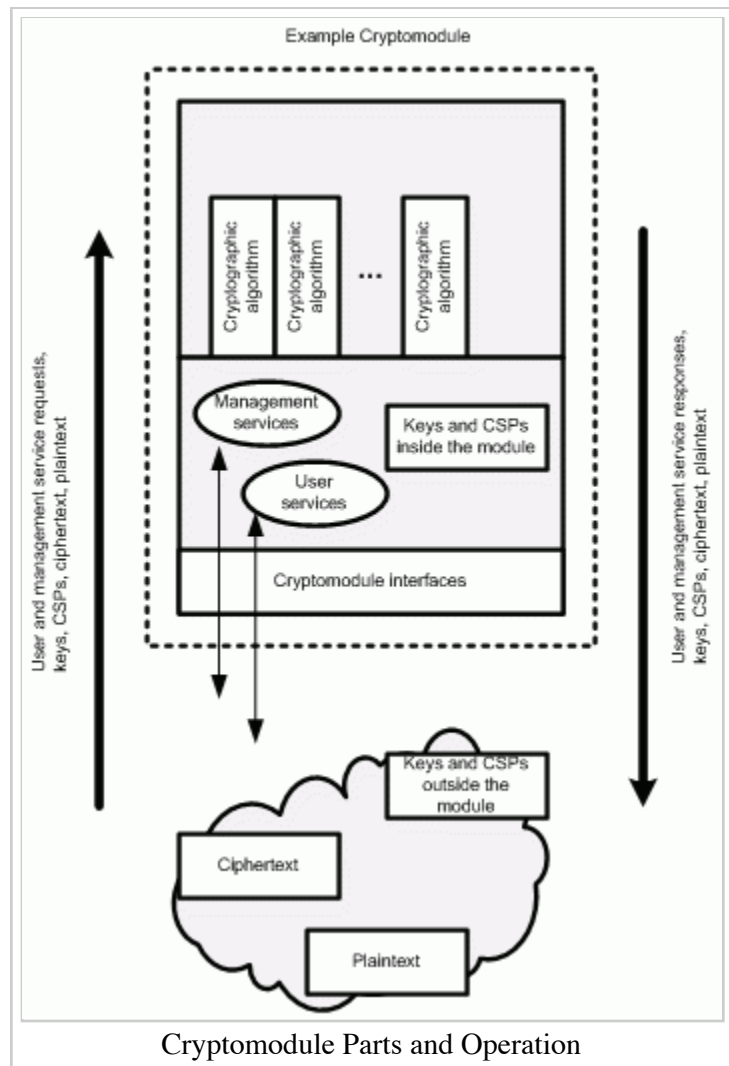 Example Cryptomodule
Cryptographic
algorithm
Cryptographic
algorithm
...
Cryptographic
algorithm
Management
services
Keys and CSPs
inside the module
User
services
Cryptomodule interfaces
User and management service requests,
keys, CSPs, ciphertext, plaintext
User and management service responses,
keys, CSPs, ciphertext, plaintext
Keys and CSPs
outside the
module
Ciphertext
Plaintext
Cryptomodule Parts and Operation